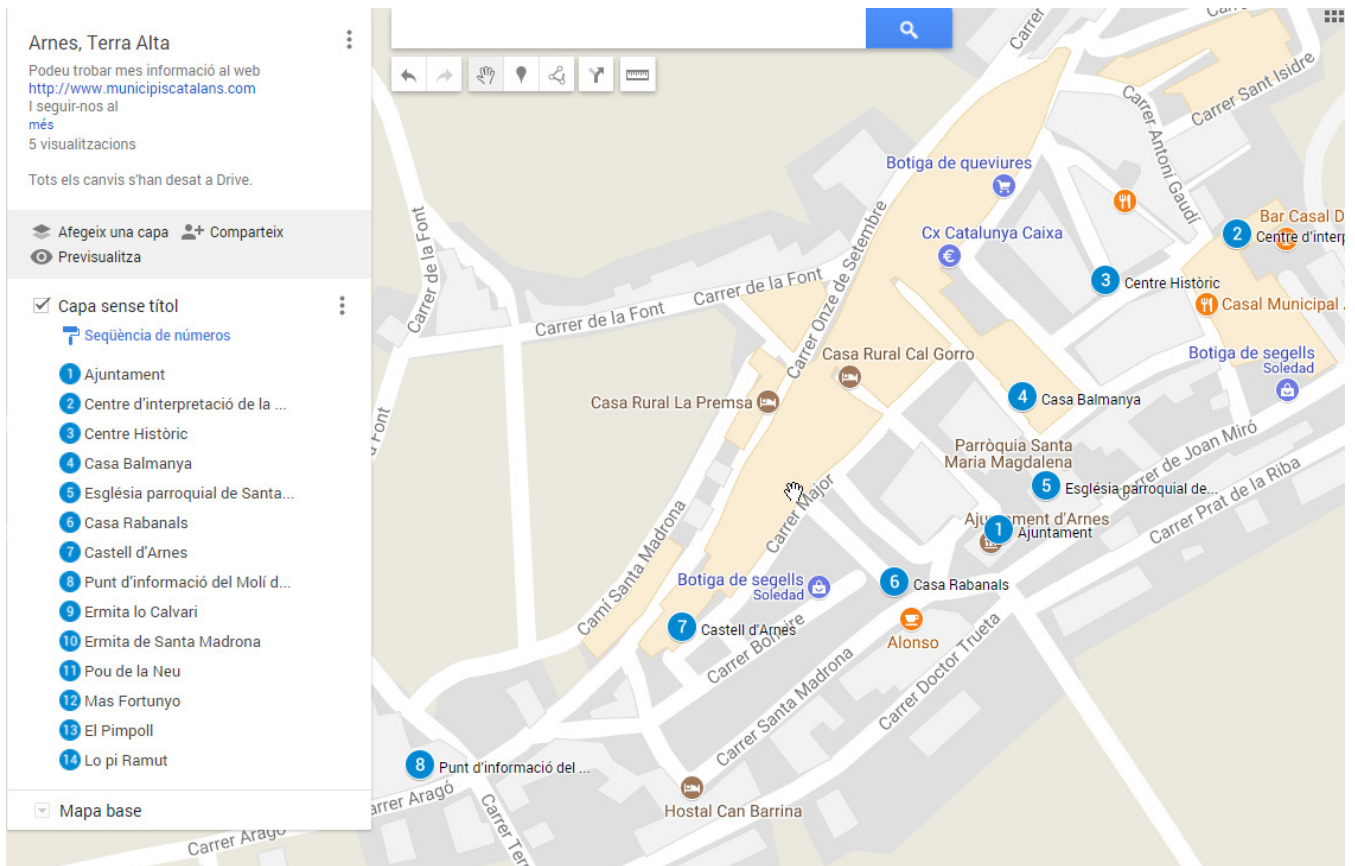 Arnes, Terra Alta
Podeu trobar mes informació al web
http://www.municipiscatalans.com
I seguir-nos al
més
5 visualitzacions
Tots els canvis s'han desat a Drive.
Afegeix una capa
Comparteix
Previsualitza
Capa sense títol
Seqüència de números
1 Ajuntament
2 Centre d'interpretació de la ...
3 Centre Històric
4 Casa Balmanya
5 Església parroquial de Santa...
6 Casa Rabanals
7 Castell d'Arnes
8 Punt d'informació del Molí d...
9 Ermita lo Calvari
10 Ermita de Santa Madrona
11 Pou de la Neu
12 Mas Fortunyo
13 El Pimpoll
14 Lo pi Ramut
Mapa base
Carrer
Carrer Sant Isidre
Carrer Antoni Gaudí
Botiga de queviures
Bar Casal D
2 Centre d'interp
Cx Catalunya Caixa
€
3 Centre Històric
Casal Municipal
Carrer de la Font
Carrer de la Font
Carrer de la Font
Font
Carrer Onze de Setembre
Casa Rural Cal Gorro
Botiga de segells
Soledad
Casa Rural La Premsa
4 Casa Balmanya
Parròquia Santa
Maria Magdalena
Carrer de Joan Miró
5 Església parroquial de...
Carrer Prat de la Riba
Carrer Major
Ajuntament d'Arnes
1 Ajuntament
Camí Santa Madrona
Botiga de segells
Soledad
6 Casa Rabanals
7 Castell d'Arnes
Alonso
Carrer Bonaire
Carrer Santa Madrona
Carrer Doctor Trueta
8 Punt d'informació del ...
Hostal Can Barrina
Carrer Aragó
Carrer Aragó